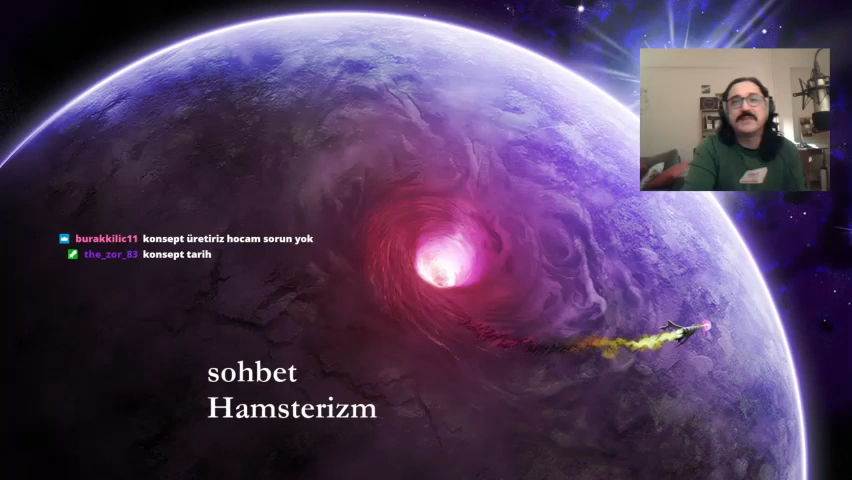 burakkilic11 konsept üretiriz hocam sorun yok
the_zor_83 konsept tarih
sohbet
Hamsterizm